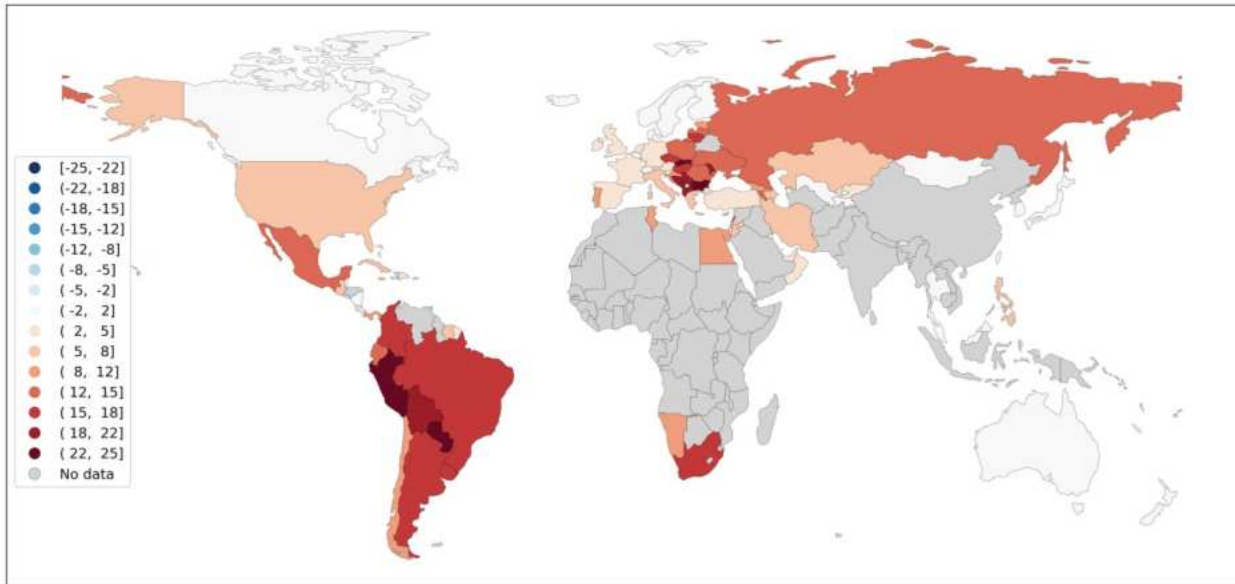 [-25, -22]
(-22, -18]
(-18, -15]
(-15, -12]
(-12, -8]
( -8, -5]
( -5, -2]
( -2, 2]
( 2, 5]
( 5, 8]
( 8, 12]
( 12, 15]
( 15, 18]
( 18, 22]
( 22, 25]
No data